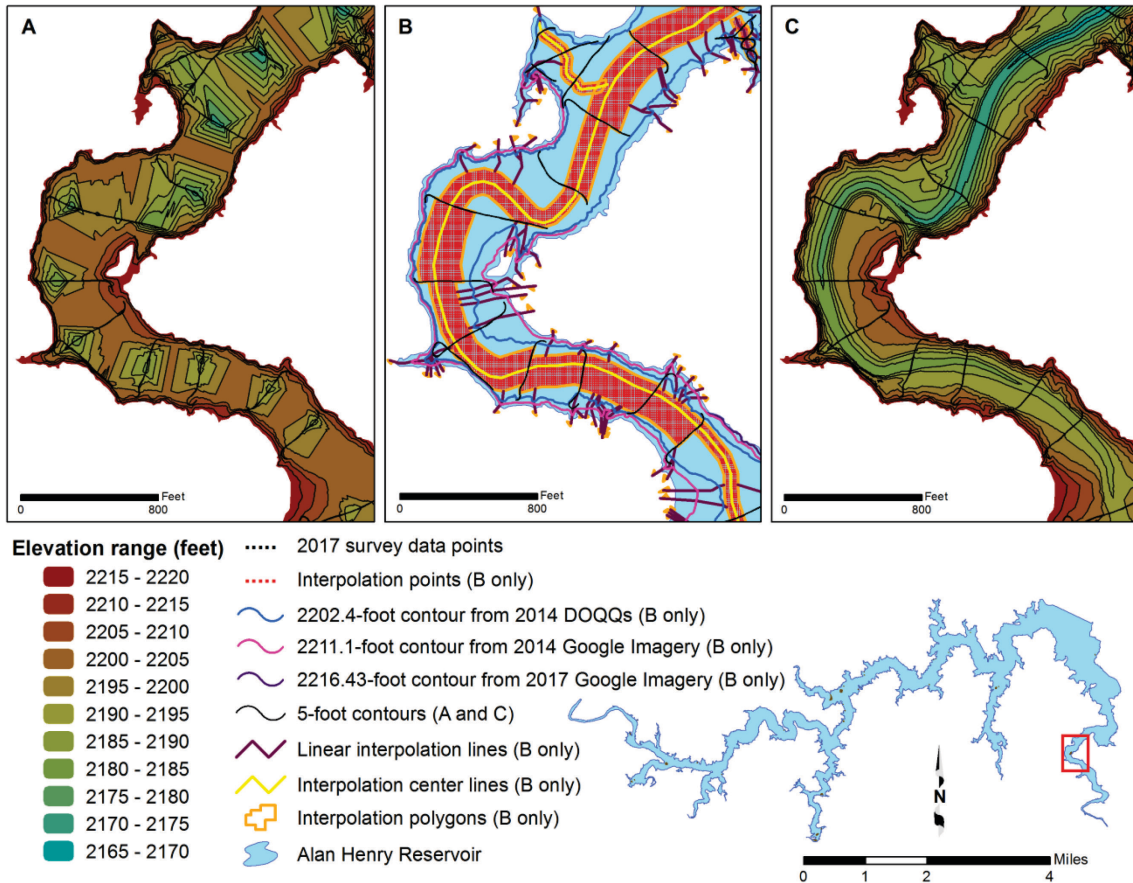 A
B
C
Feet
0
800
Feet
0
800
Feet
0
800
Elevation range (feet)
2215 - 2220
2210 - 2215
2205 - 2210
2200 - 2205
2195 - 2200
2190 - 2195
2185 - 2190
2180 - 2185
2175 - 2180
2170 - 2175
2165 - 2170
2017 survey data points
Interpolation points (B only)
2202.4-foot contour from 2014 DOQQs (B only)
2211.1-foot contour from 2014 Google Imagery (B only)
2216.43-foot contour from 2017 Google Imagery (B only)
5-foot contours (A and C)
Linear interpolation lines (B only)
Interpolation center lines (B only)
Interpolation polygons (B only)
Alan Henry Reservoir
N
Miles
0 1 2 4